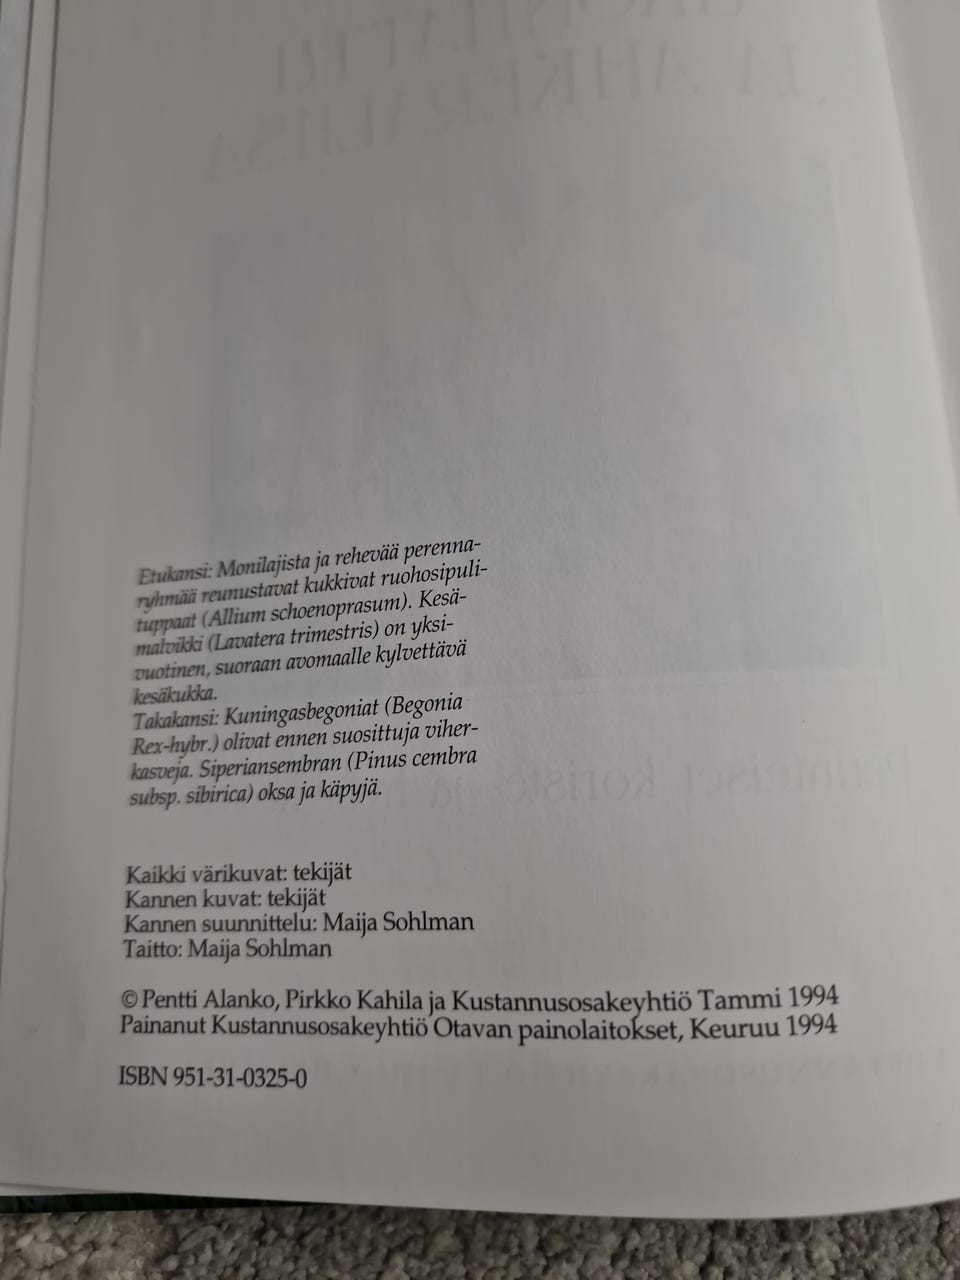 Etukansi: Monilajista ja rehevää perenna-
ryhmää reunustavat kukkivat ruohosipuli-
tuppaat (Allium schoenoprasum). Kesä-
malvikki (Lavatera trimestris) on yksi-
vuotinen, suoraan avomaalle kylvettävä
kesäkukka.
Takakansi: Kuningasbegoniat (Begonia
Rex-hybr.) olivat ennen suosittuja viher-
kasveja. Siperiansembran (Pinus cembra
subsp. sibirica) oksa ja käpyjä.
Kaikki värikuvat: tekijät
Kannen kuvat: tekijät
Kannen suunnittelu: Maija Sohlman
Taitto: Maija Sohlman
© Pentti Alanko, Pirkko Kahila ja Kustannusosakeyhtiö Tammi 1994
Painanut Kustannusosakeyhtiö Otavan painolaitokset, Keuruu 1994
ISBN 951-31-0325-0